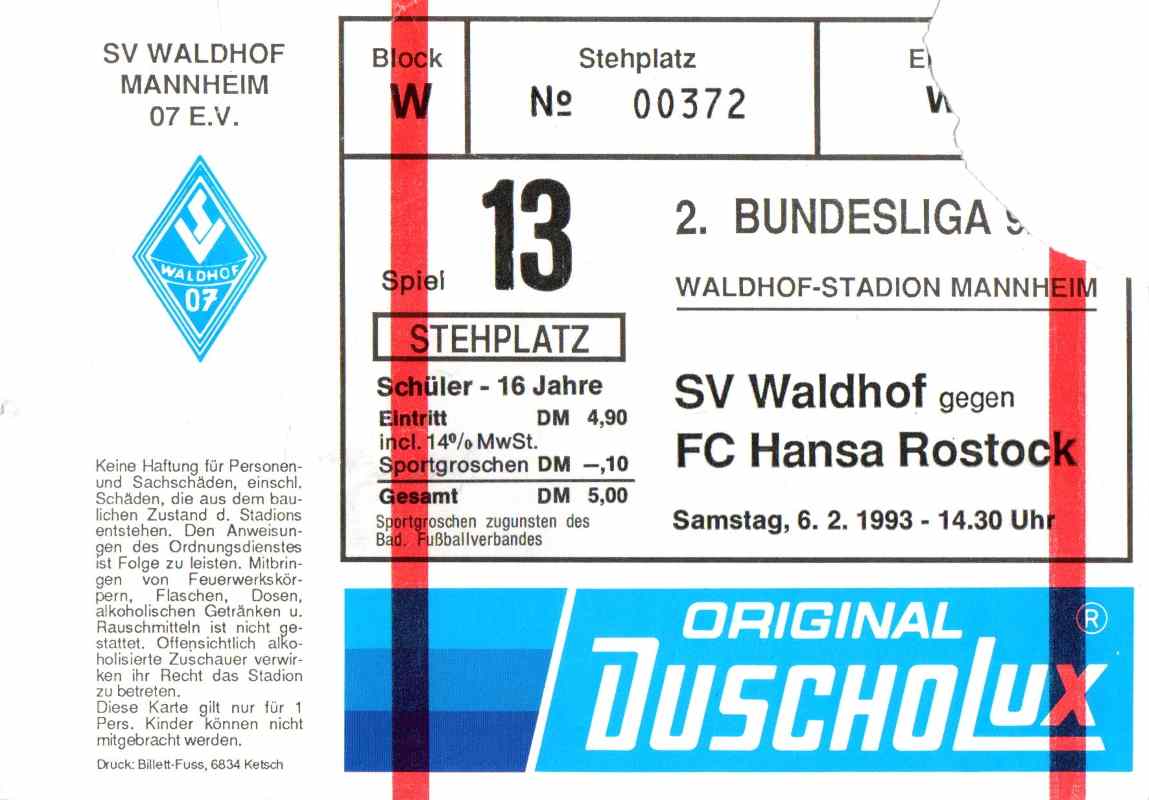 SV WALDHOF
MANNHEIM
07 E.V.
WALDHOF
07
Keine Haftung für Personen-
und Sachschäden, einschl.
Schäden, die aus dem bau-
lichen Zustand d. Stadions
entstehen. Den Anweisun-
gen des Ordnungsdienstes
ist Folge zu leisten. Mitbrin-
gen von Feuerwerkskör-
pern, Flaschen, Dosen,
alkoholischen Getränken u.
Rauschmitteln ist nicht ge-
stattet. Offensichtlich alko-
holisierte Zuschauer verwir-
ken ihr Recht das Stadion
zu betreten.
Diese Karte gilt nur für 1
Pers. Kinder können nicht
mitgebracht werden.
Druck: Billett-Fuss, 6834 Ketsch
Block
W
Stehplatz
Nº 00372
Spiel 13
2. BUNDESLIGA
WALDHOF-STADION MANNHEIM
STEHPLATZ
Schüler - 16 Jahre
Eintritt DM 4,90
incl. 14% MwSt.
Sportgroschen DM –,10
Gesamt DM 5,00
Sportgroschen zugunsten des
Bad. Fußballverbandes
SV Waldhof gegen
FC Hansa Rostock
Samstag, 6. 2. 1993 - 14.30 Uhr
ORIGINAL ®
DUSCHOLUX